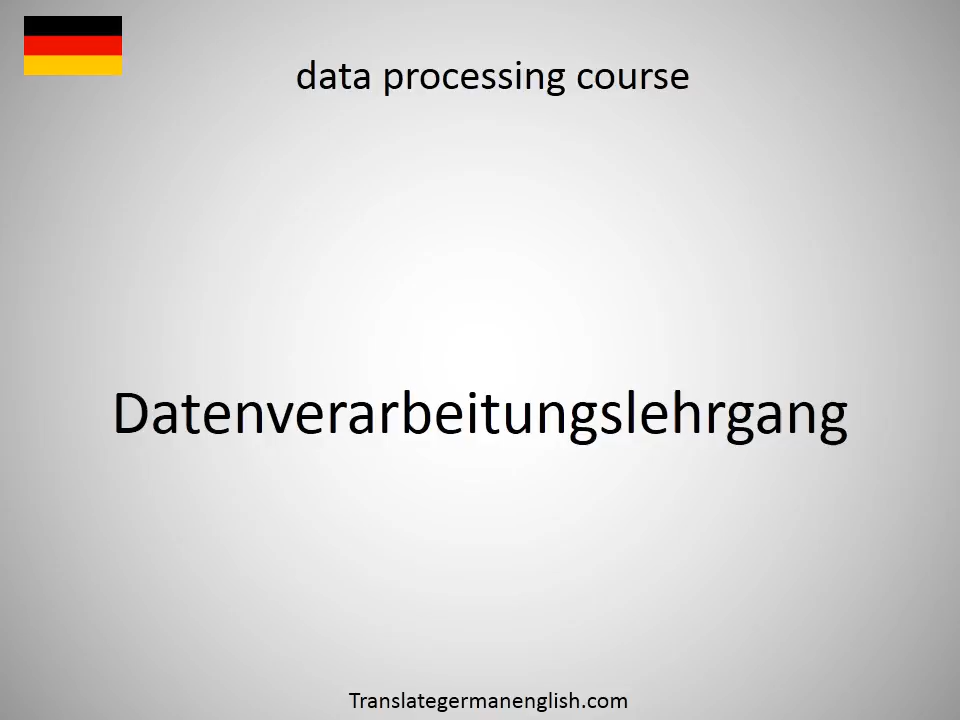 data processing course
Datenverarbeitungslehrgang
Translategermanenglish.com